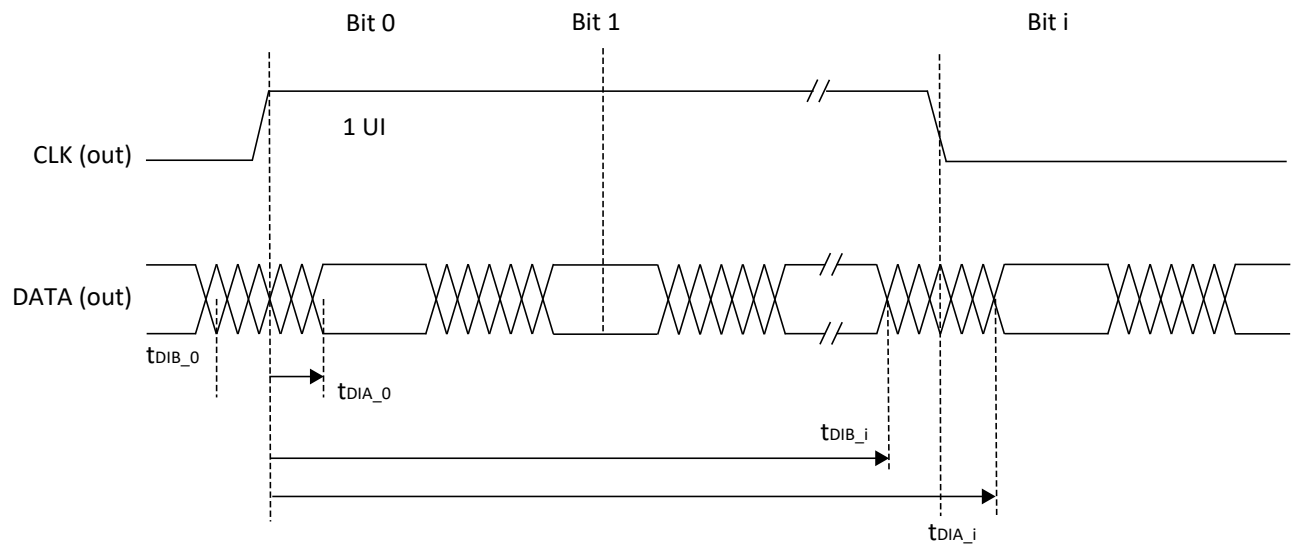 Bit 0 Bit 1 Bit i
1 UI
CLK (out)
DATA (out)
tDIB_0
tDIA_0
tDIB_i
tDIA_i